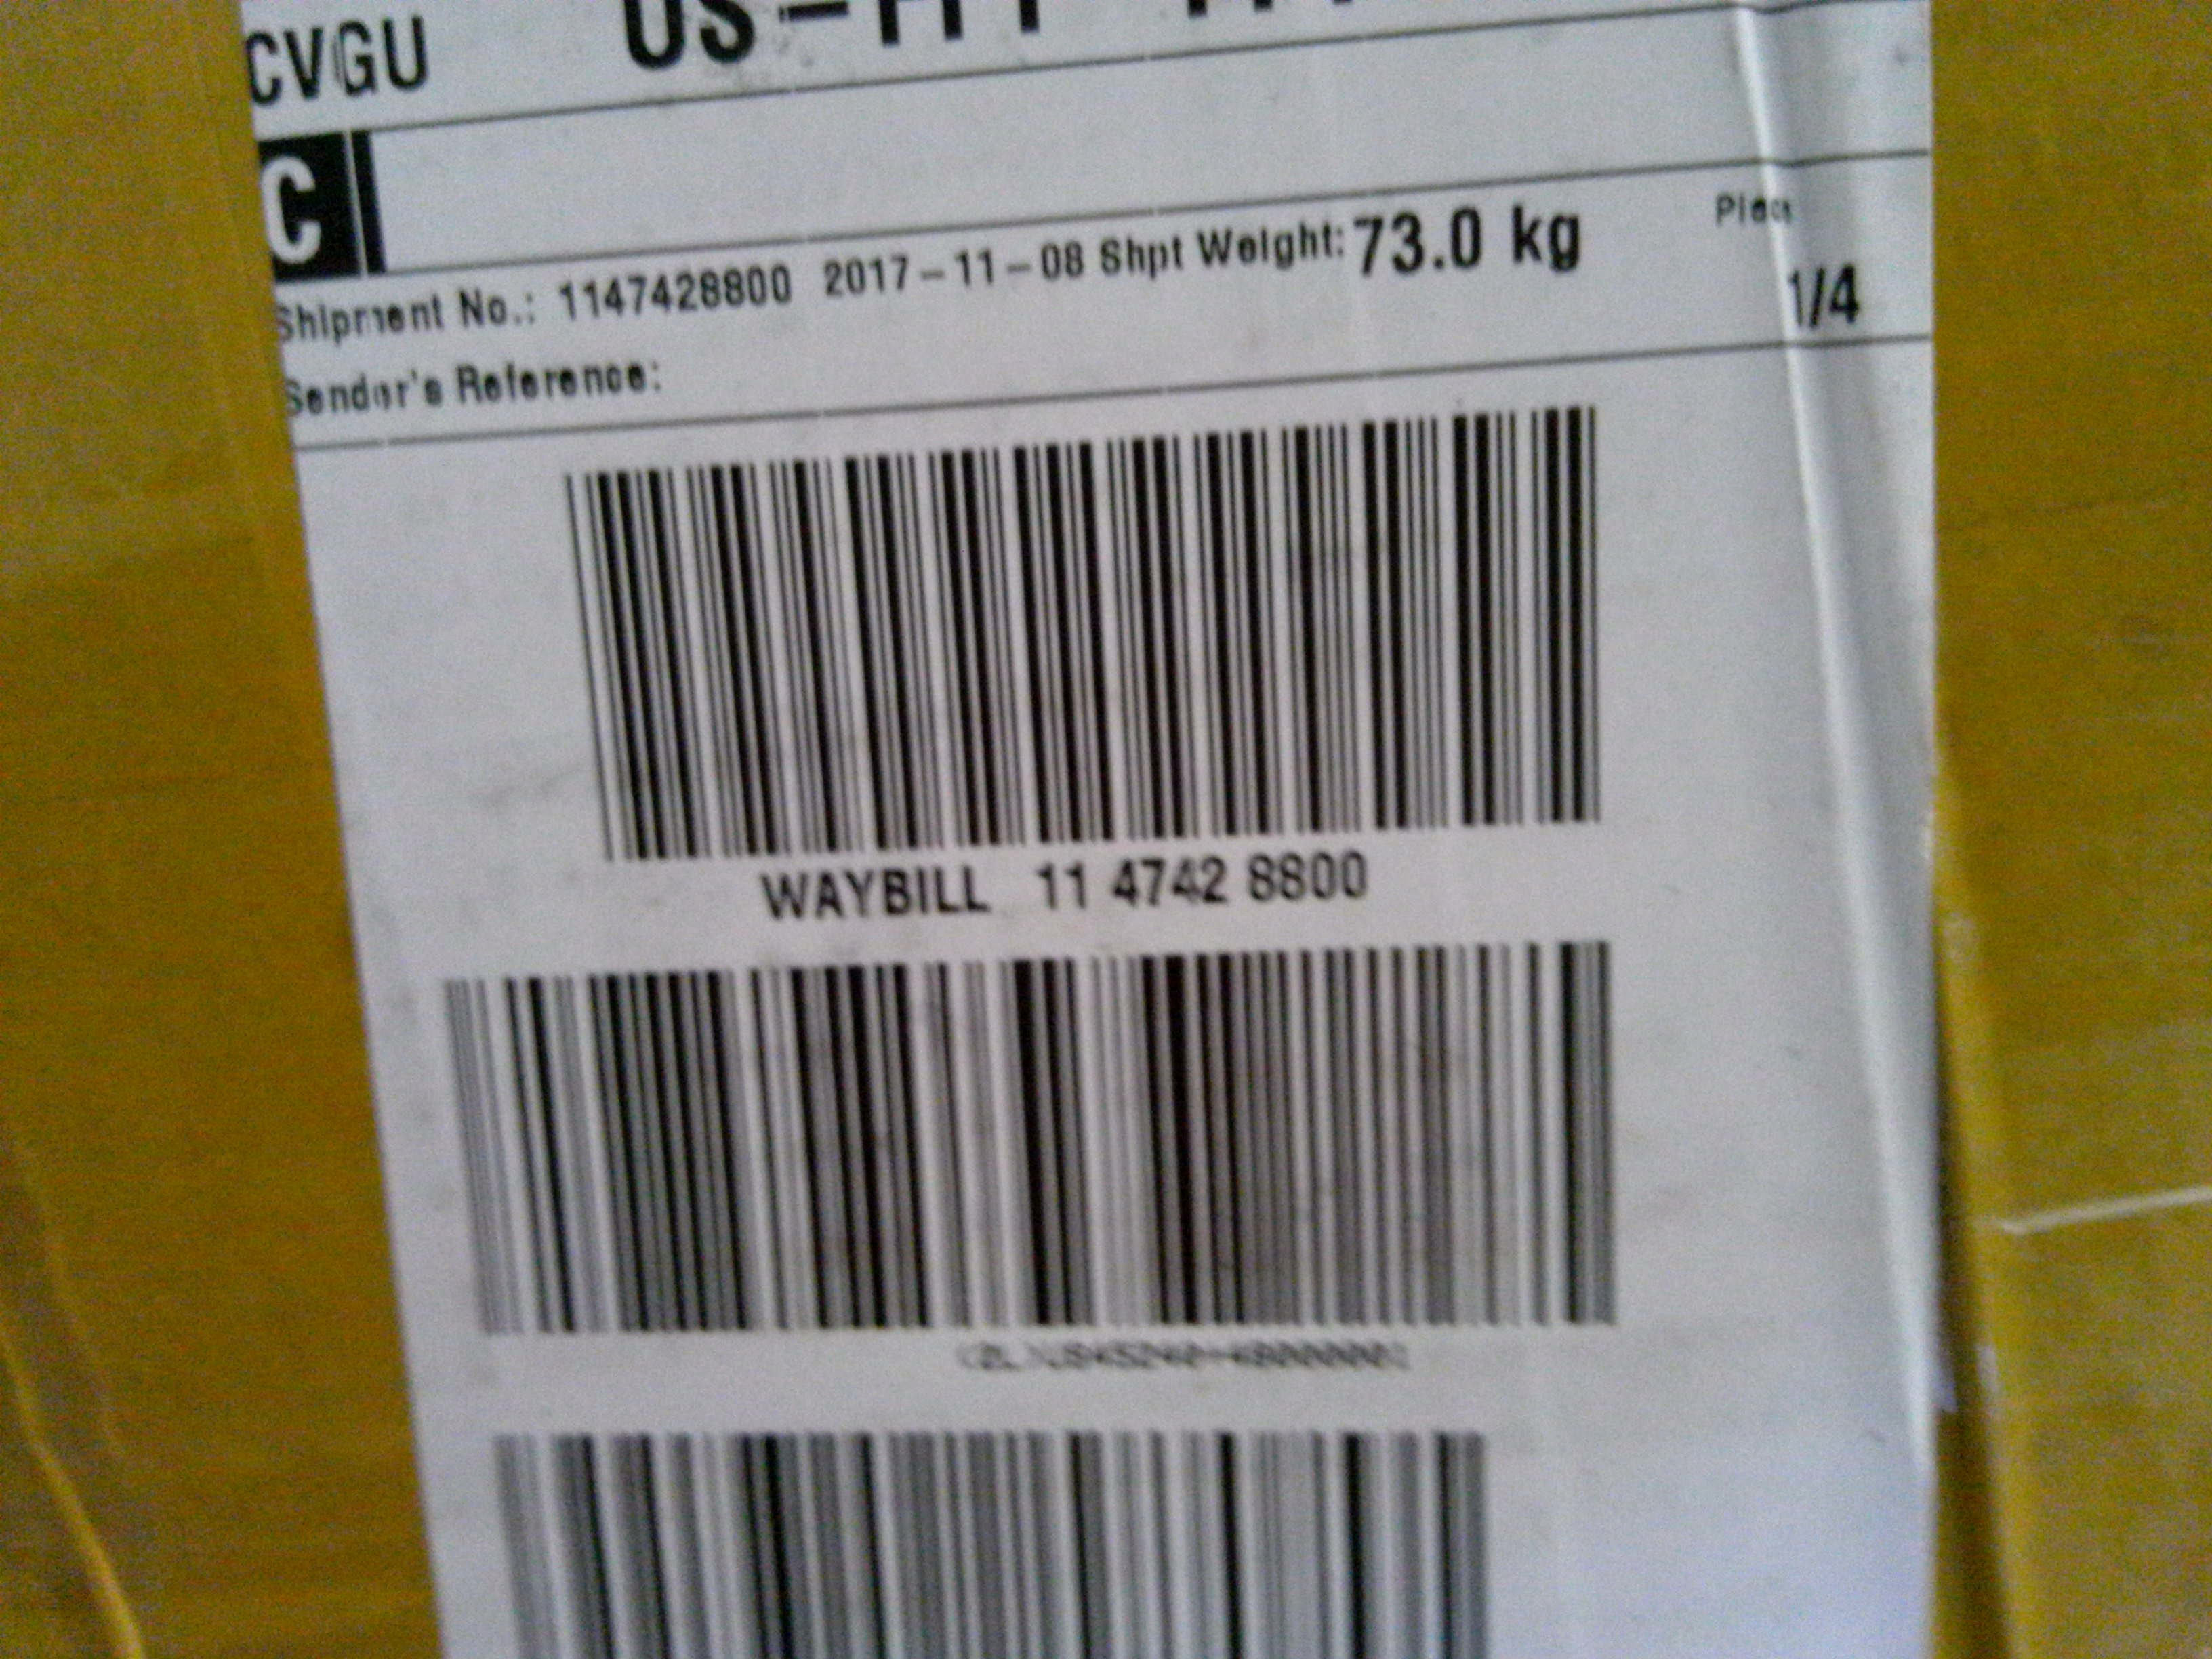 CVGU
C
Shipment No.: 1147428800 2017-11-08 Shpt Weight: 73.0 kg
Piece
1/4
Sender's Reference:
WAYBILL 11 4742 8800